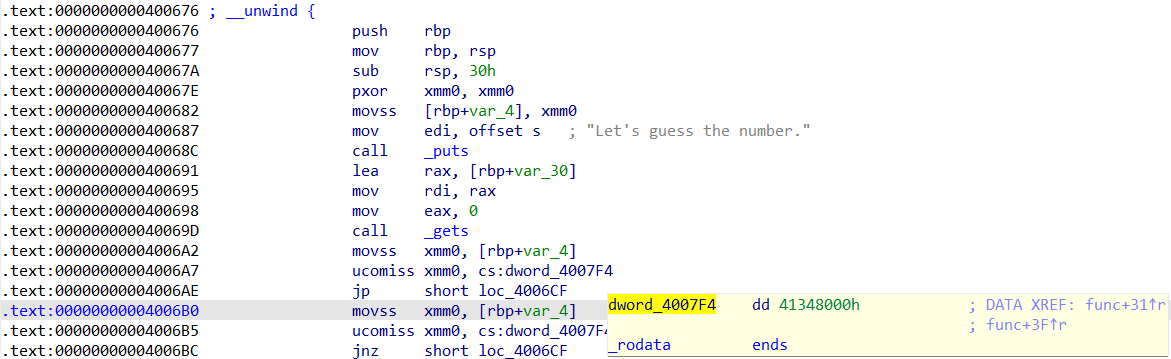 .text:0000000000400676 ; __unwind {
.text:0000000000400676 push rbp
.text:0000000000400677 mov rbp, rsp
.text:000000000040067A sub rsp, 30h
.text:000000000040067E pxor xmm0, xmm0
.text:0000000000400682 movss [rbp+var_4], xmm0
.text:0000000000400687 mov edi, offset s ; "Let's guess the number."
.text:000000000040068C call _puts
.text:0000000000400691 lea rax, [rbp+var_30]
.text:0000000000400695 mov rdi, rax
.text:0000000000400698 mov eax, 0
.text:000000000040069D call _gets
.text:00000000004006A2 movss xmm0, [rbp+var_4]
.text:00000000004006A7 ucomiss xmm0, cs:dword_4007F4
.text:00000000004006AE jp short loc_4006CF
.text:00000000004006B0 movss xmm0, [rbp+var_4]
.text:00000000004006B5 ucomiss xmm0, cs:dword_4007F4
.text:00000000004006BC jnz short loc_4006CF
dword_4007F4 dd 41348000h ; DATA XREF: func+31↑r
; func+3F↑r
_rodata ends